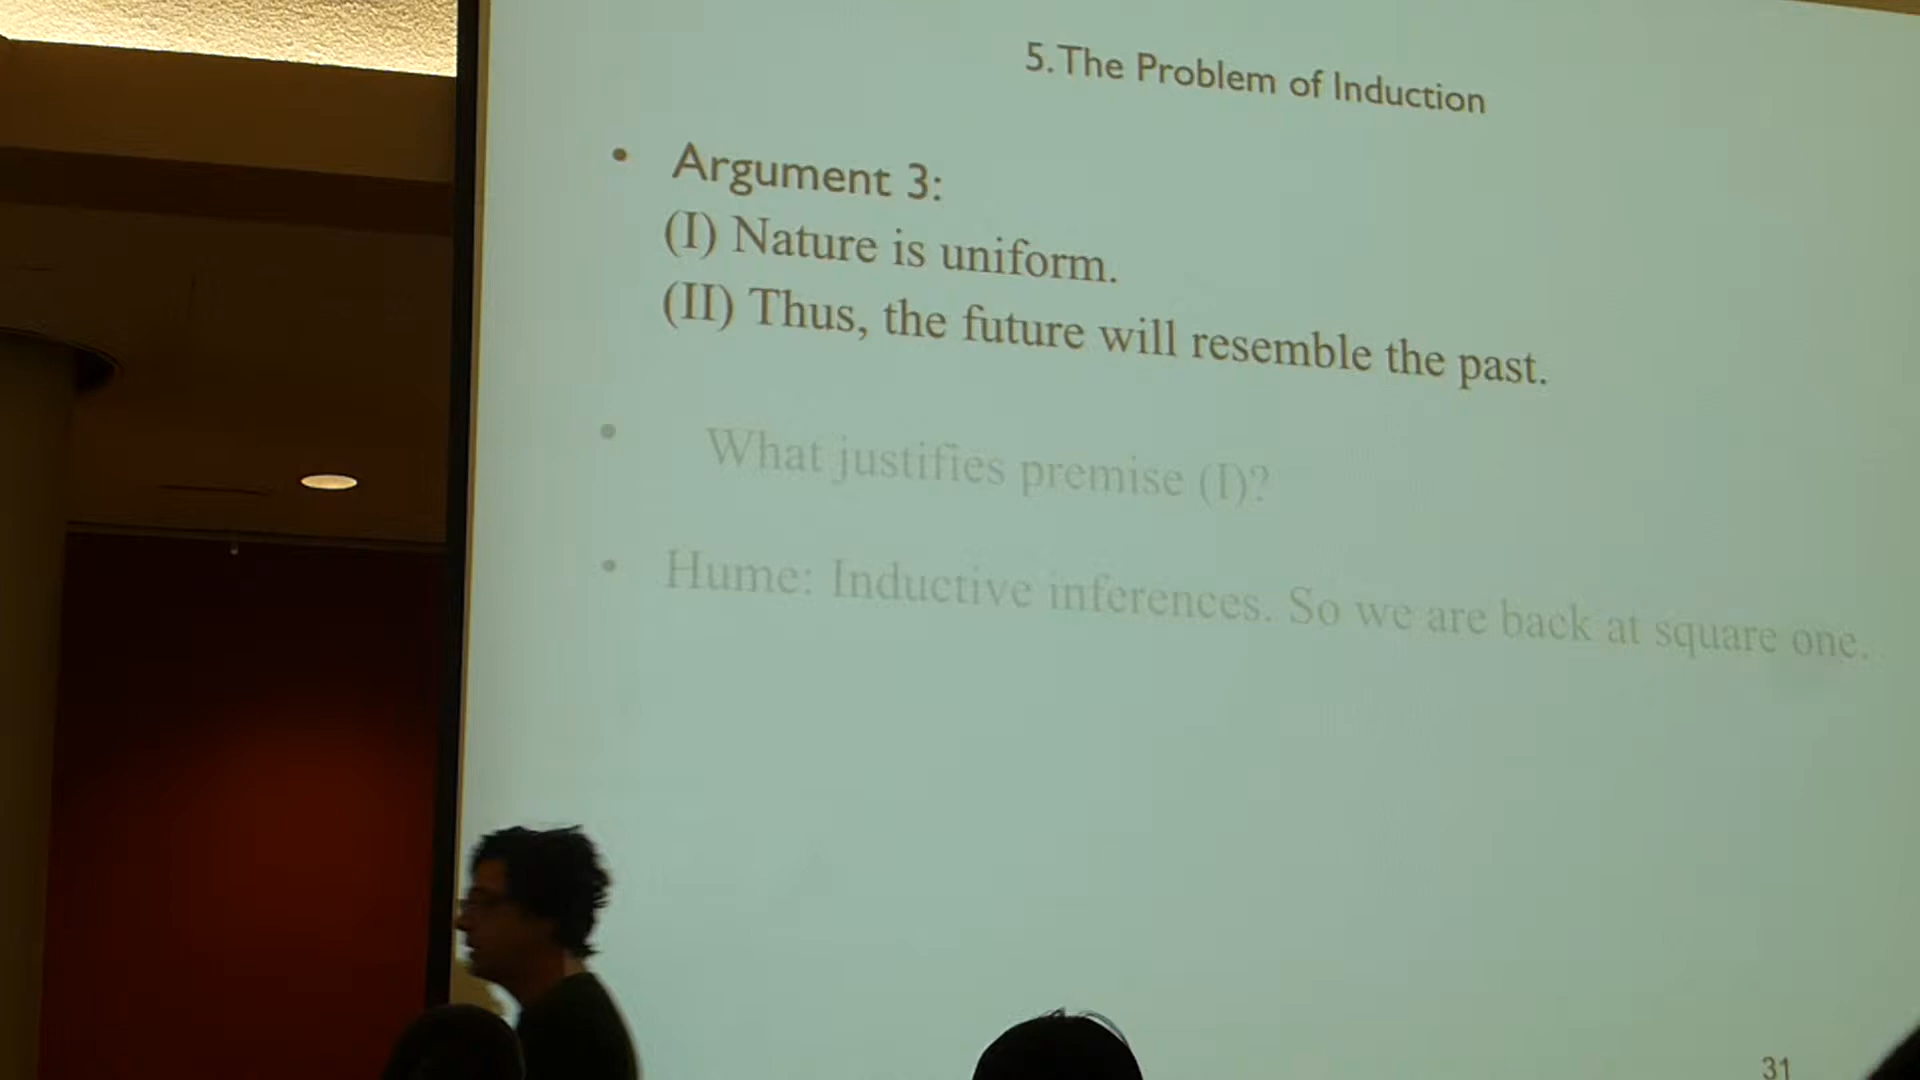 5. The Problem of Induction
• Argument 3:
(I) Nature is uniform.
(II) Thus, the future will resemble the past.
• What justifies premise (I)?
• Hume: Inductive inferences. So we are back at square one.
31